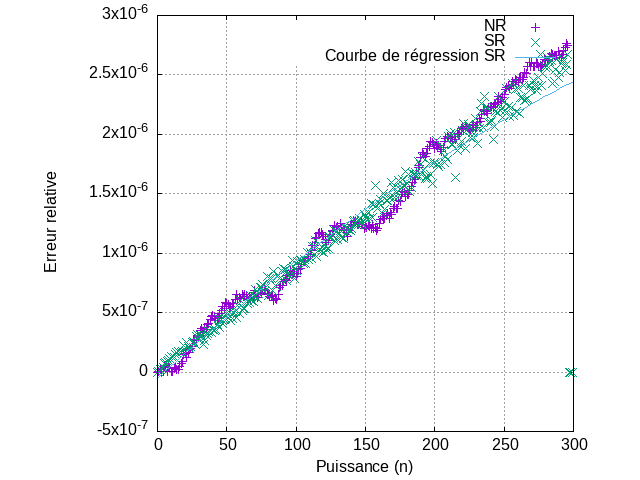 3x10-6
2.5x10-6
2x10-6
1.5x10-6
1x10-6
5x10-7
0
-5x10-7
0 50 100 150 200 250 300
Puissance (n)
Erreur relative
NR
SR
Courbe de régression SR